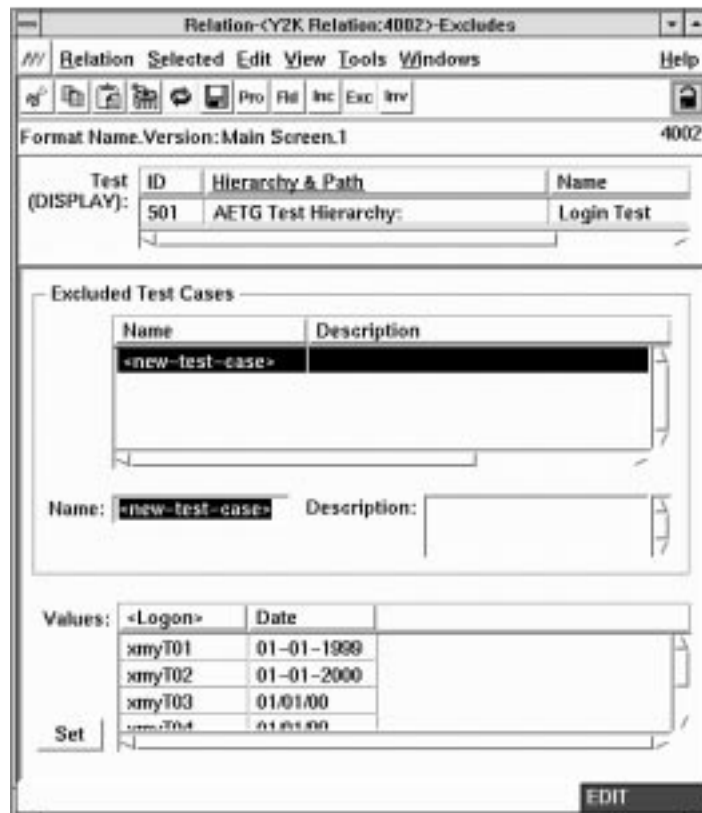 Relation-<Y2K Relation:4002>-Excludes
Relation Selected Edit View Tools Windows Help
Pro Fld Inc Exc Inv
Format Name.Version:Main Screen.1 4002
Test (DISPLAY): ID Hierarchy & Path Name
501 AETG Test Hierarchy: Login Test
Excluded Test Cases
Name Description
<new-test-case>
Name: <new-test-case> Description:
Values: <Logon> Date
xmyT01 01-01-1999
xmyT02 01-01-2000
xmyT03 01/01/00
Set
EDIT